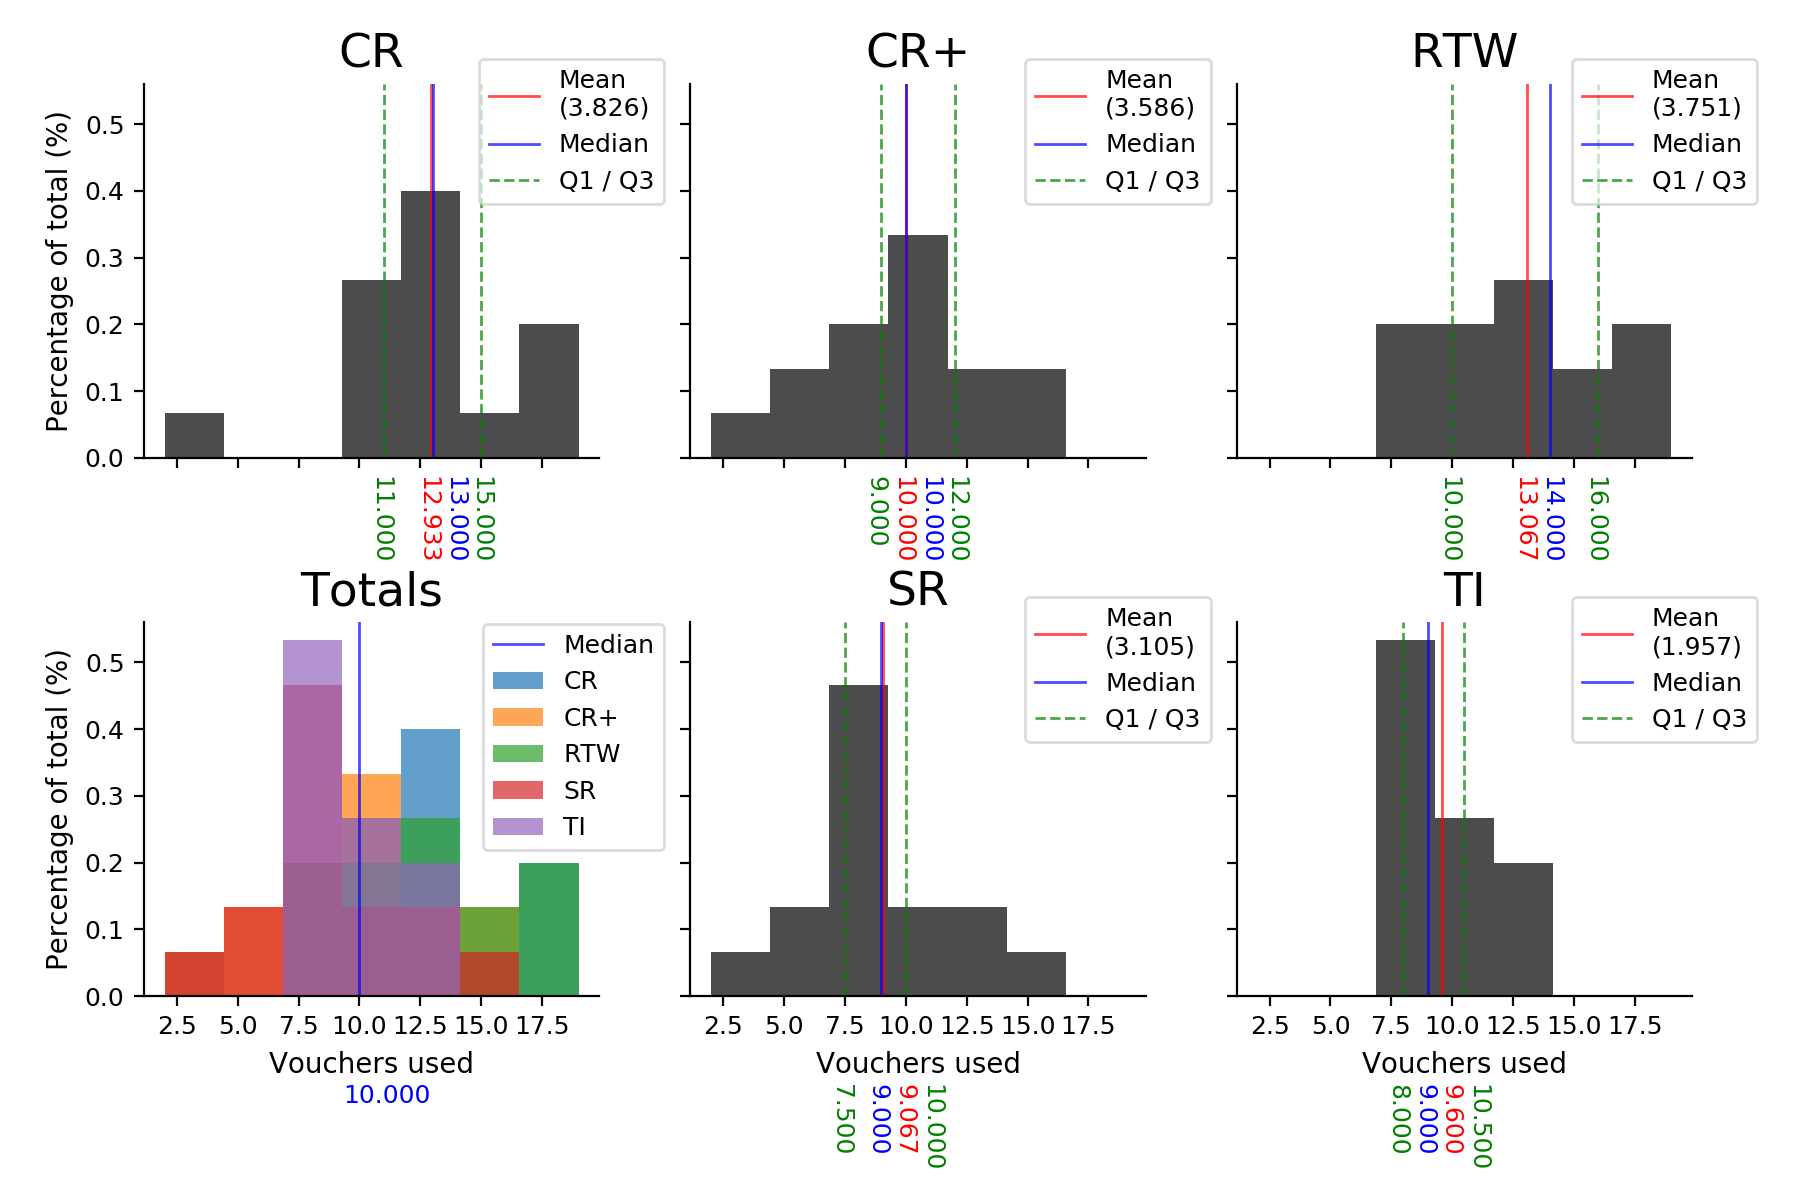 CR
Mean
(3.826)
Median
Q1 / Q3
Percentage of total (%)
0.5
0.4
0.3
0.2
0.1
0.0
11.000
12.933
13.000
15.000
CR+
Mean
(3.586)
Median
Q1 / Q3
9.000
10.000
10.000
12.000
RTW
Mean
(3.751)
Median
Q1 / Q3
10.000
13.067
14.000
16.000
Totals
Median
CR
CR+
RTW
SR
TI
Percentage of total (%)
0.5
0.4
0.3
0.2
0.1
0.0
2.5 5.0 7.5 10.0 12.5 15.0 17.5
Vouchers used
10.000
SR
Mean
(3.105)
Median
Q1 / Q3
2.5 5.0 7.5 10.0 12.5 15.0 17.5
Vouchers used
7.500
9.000
9.067
10.000
TI
Mean
(1.957)
Median
Q1 / Q3
2.5 5.0 7.5 10.0 12.5 15.0 17.5
Vouchers used
8.000
9.000
9.600
10.500